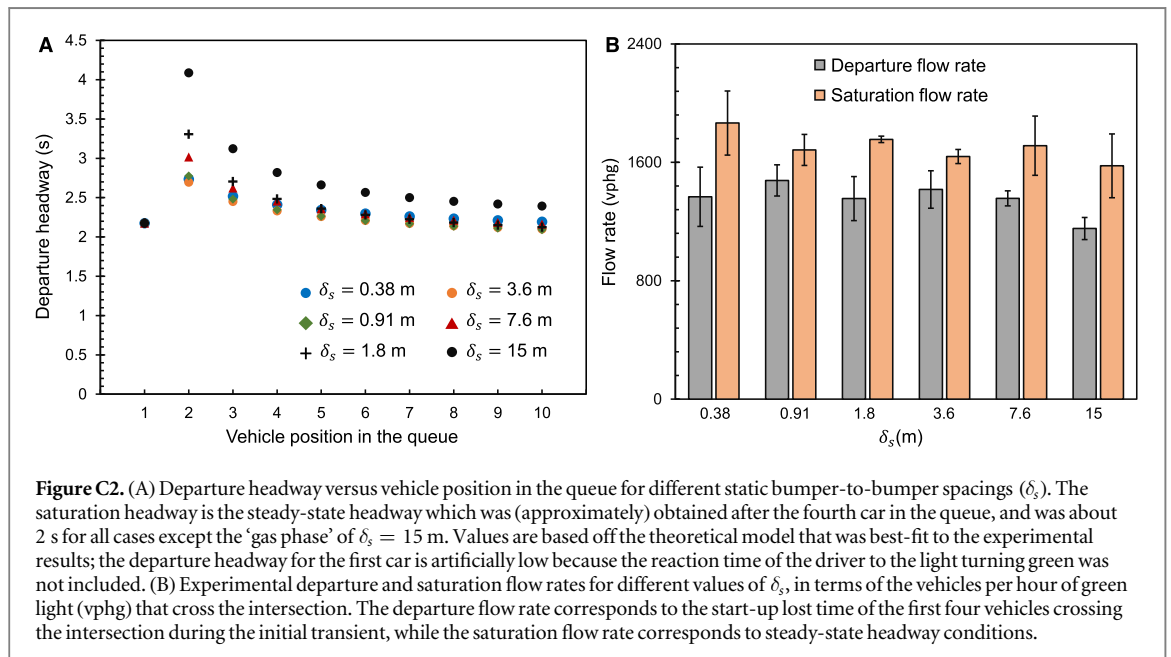 A
4.5
4
3.5
3
2.5
2
1.5
1
0.5
0
Departure headway (s)
δs = 0.38 m
δs = 3.6 m
δs = 0.91 m
δs = 7.6 m
δs = 1.8 m
δs = 15 m
1 2 3 4 5 6 7 8 9 10
Vehicle position in the queue
B
2400
1600
800
0
Flow rate (vphg)
Departure flow rate
Saturation flow rate
0.38 0.91 1.8 3.6 7.6 15
δs(m)
Figure C2. (A) Departure headway versus vehicle position in the queue for different static bumper-to-bumper spacings (δs). The
saturation headway is the steady-state headway which was (approximately) obtained after the fourth car in the queue, and was about
2 s for all cases except the ‘gas phase’ of δs = 15 m. Values are based off the theoretical model that was best-fit to the experimental
results; the departure headway for the first car is artificially low because the reaction time of the driver to the light turning green was
not included. (B) Experimental departure and saturation flow rates for different values of δs, in terms of the vehicles per hour of green
light (vphg) that cross the intersection. The departure flow rate corresponds to the start-up lost time of the first four vehicles crossing
the intersection during the initial transient, while the saturation flow rate corresponds to steady-state headway conditions.